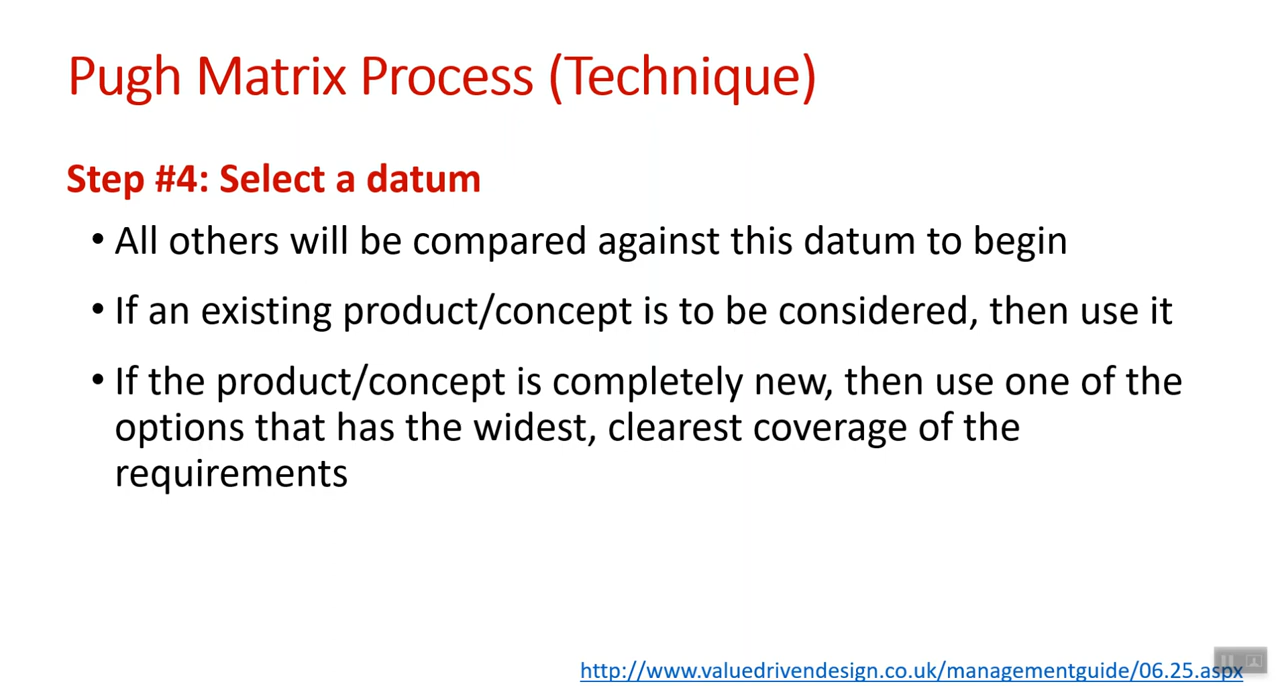 Pugh Matrix Process (Technique)
Step #4: Select a datum
• All others will be compared against this datum to begin
• If an existing product/concept is to be considered, then use it
• If the product/concept is completely new, then use one of the
options that has the widest, clearest coverage of the
requirements
http://www.valuedrivendesign.co.uk/managementguide/06.25.aspx